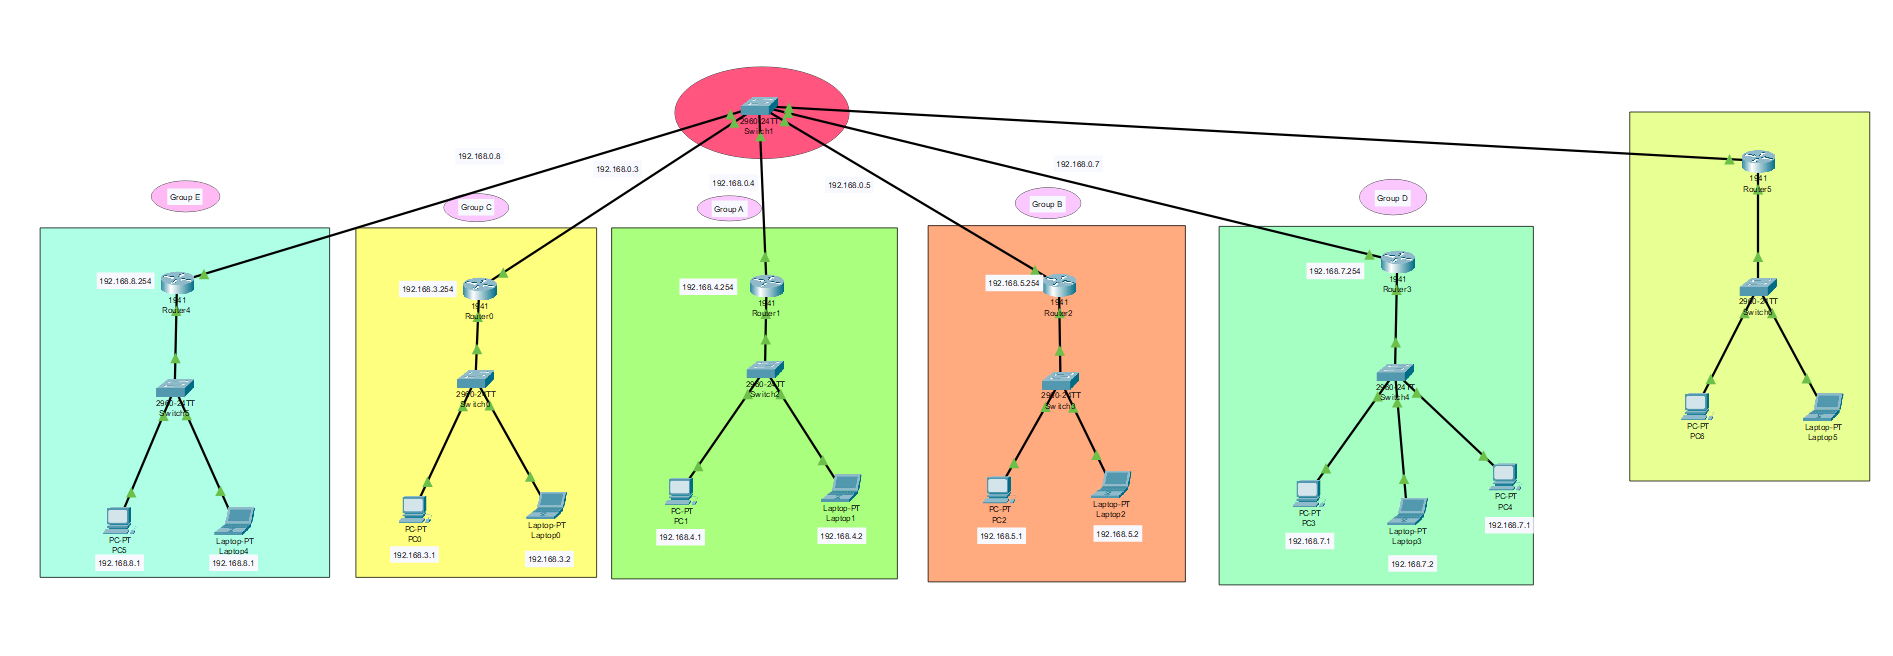 2960-24TT
Switch1
192.168.0.8
192.168.0.3
192.168.0.4
192.168.0.5
192.168.0.7
Group E
192.168.8.254
1941
Router4
2960-24TT
Switch5
PC-PT
PC5
192.168.8.1
Laptop-PT
Laptop4
192.168.8.1
Group C
192.168.3.254
1941
Router0
2960-24TT
Switch0
PC-PT
PC0
192.168.3.1
Laptop-PT
Laptop0
192.168.3.2
Group A
192.168.4.254
1941
Router1
2960-24TT
Switch2
PC-PT
PC1
192.168.4.1
Laptop-PT
Laptop1
192.168.4.2
Group B
192.168.5.254
1941
Router2
2960-24TT
Switch3
PC-PT
PC2
192.168.5.1
Laptop-PT
Laptop2
192.168.5.2
Group D
192.168.7.254
1941
Router3
2960-24TT
Switch4
PC-PT
PC3
192.168.7.1
Laptop-PT
Laptop3
192.168.7.2
PC-PT
PC4
192.168.7.1
1941
Router5
2960-24TT
Switch6
PC-PT
PC6
Laptop-PT
Laptop5